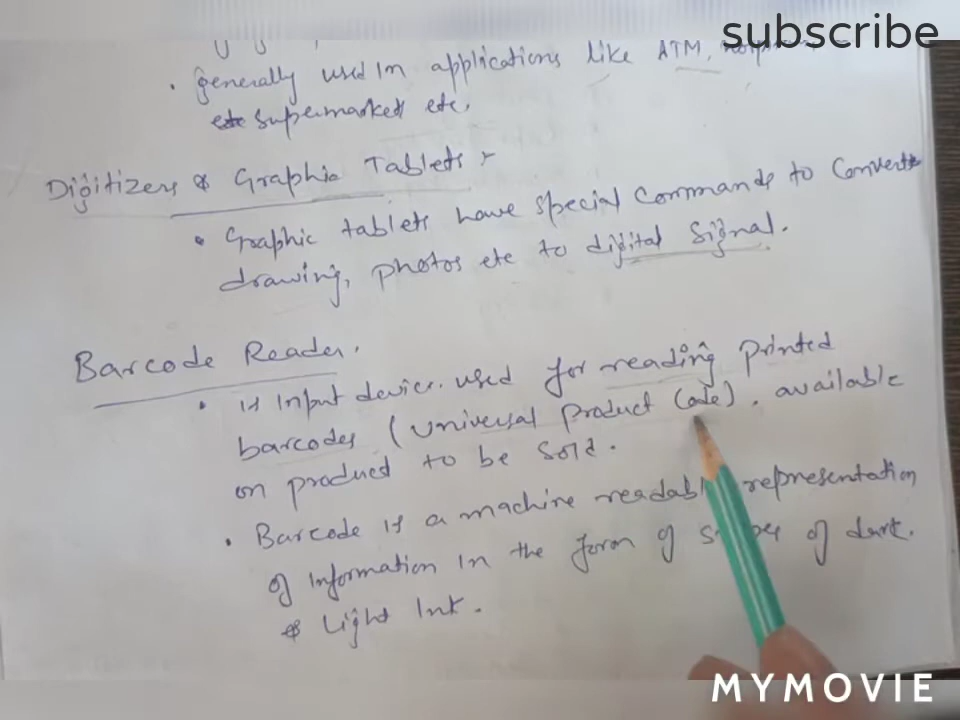 subscribe
• generally used in applications like ATM,
etc supermarkets etc.
Digitizers & Graphic Tablets :-
• Graphic tablets have special commands to converts
drawing, photos etc to digital signal.
Barcode Reader.
• is input device. used for reading printed
barcodes (Universal product Code). available
on product to be sold.
• Barcode is a machine readable representation
of information in the form of of dark.
& Light Ink.
MYMOVIE